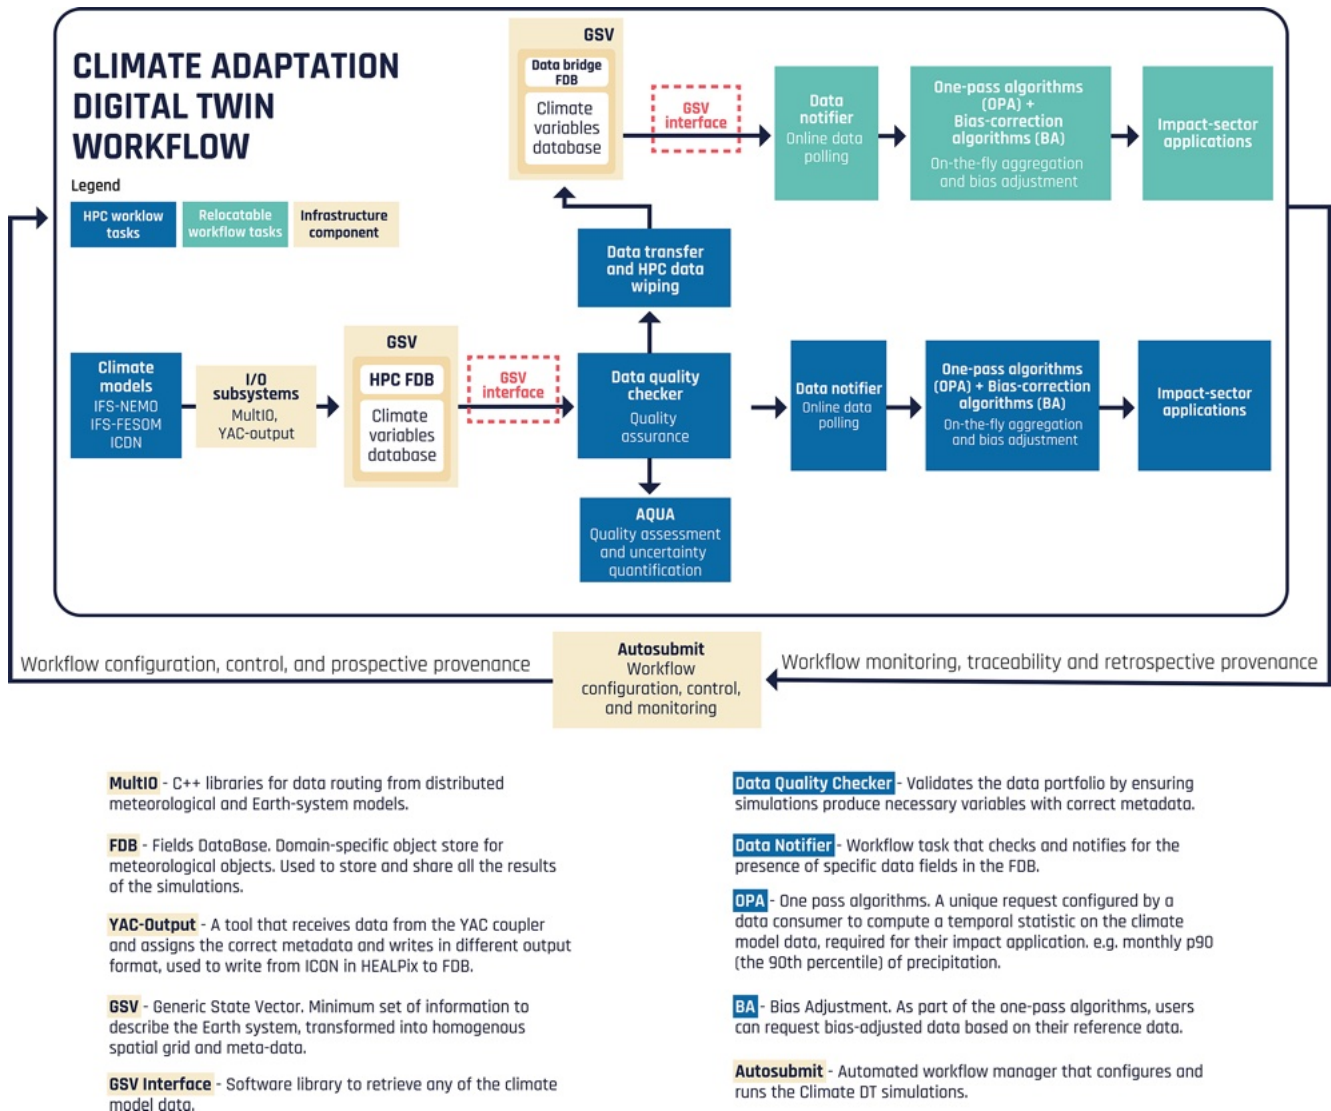 CLIMATE ADAPTATION
DIGITAL TWIN
WORKFLOW
Legend
HPC worklow
tasks
Relocatable
workflow tasks
Infrastructure
component
GSV
Data bridge
FDB
Climate
variables
database
GSV
interface
Data
notifier
Online data
polling
One-pass algorithms
(OPA) +
Bias-correction
algorithms (BA)
On-the-fly aggregation
and bias adjustment
Impact-sector
applications
Data transfer
and HPC data
wiping
Climate
models
IFS-NEMO
IFS-FESOM
ICON
I/O
subsystems
MultIO,
YAC-output
GSV
HPC FDB
Climate
variables
database
GSV
interface
Data quality
checker
Quality
assurance
Data notifier
Online data
polling
One-pass algorithms
(OPA) + Bias-correction
algorithms (BA)
On-the-fly aggregation
and bias adjustment
Impact-sector
applications
AQUA
Quality assessment
and uncertainty
quantification
Workflow configuration, control, and prospective provenance
Autosubmit
Workflow
configuration, control,
and monitoring
Workflow monitoring, traceability and retrospective provenance
MultIO - C++ libraries for data routing from distributed
meteorological and Earth-system models.
FDB - Fields DataBase. Domain-specific object store for
meteorological objects. Used to store and share all the results
of the simulations.
YAC-Output - A tool that receives data from the YAC coupler
and assigns the correct metadata and writes in different output
format, used to write from ICON in HEALPix to FDB.
GSV - Generic State Vector. Minimum set of information to
describe the Earth system, transformed into homogenous
spatial grid and meta-data.
GSV Interface - Software library to retrieve any of the climate
model data.
Data Quality Checker - Validates the data portfolio by ensuring
simulations produce necessary variables with correct metadata.
Data Notifier - Workflow task that checks and notifies for the
presence of specific data fields in the FDB.
OPA - One pass algorithms. A unique request configured by a
data consumer to compute a temporal statistic on the climate
model data, required for their impact application. e.g. monthly p90
(the 90th percentile) of precipitation.
BA - Bias Adjustment. As part of the one-pass algorithms, users
can request bias-adjusted data based on their reference data.
Autosubmit - Automated workflow manager that configures and
runs the Climate DT simulations.